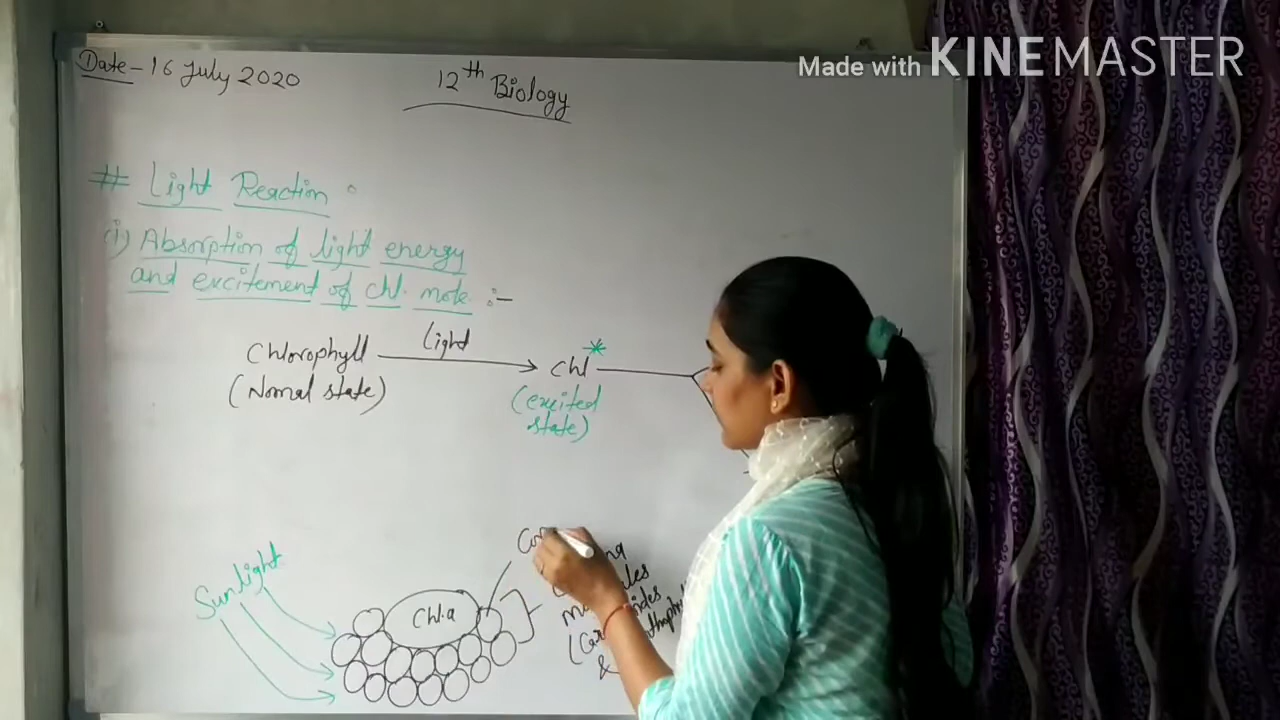 Made with KINEMASTER
Date - 16 July 2020
12th Biology
# Light Reaction :
(i) Absorption of light energy
and excitement of chl. mole. :-
Chlorophyll
Light
Chl*
(Normal state)
(excited
state)
Sunlight
Chl.a
&